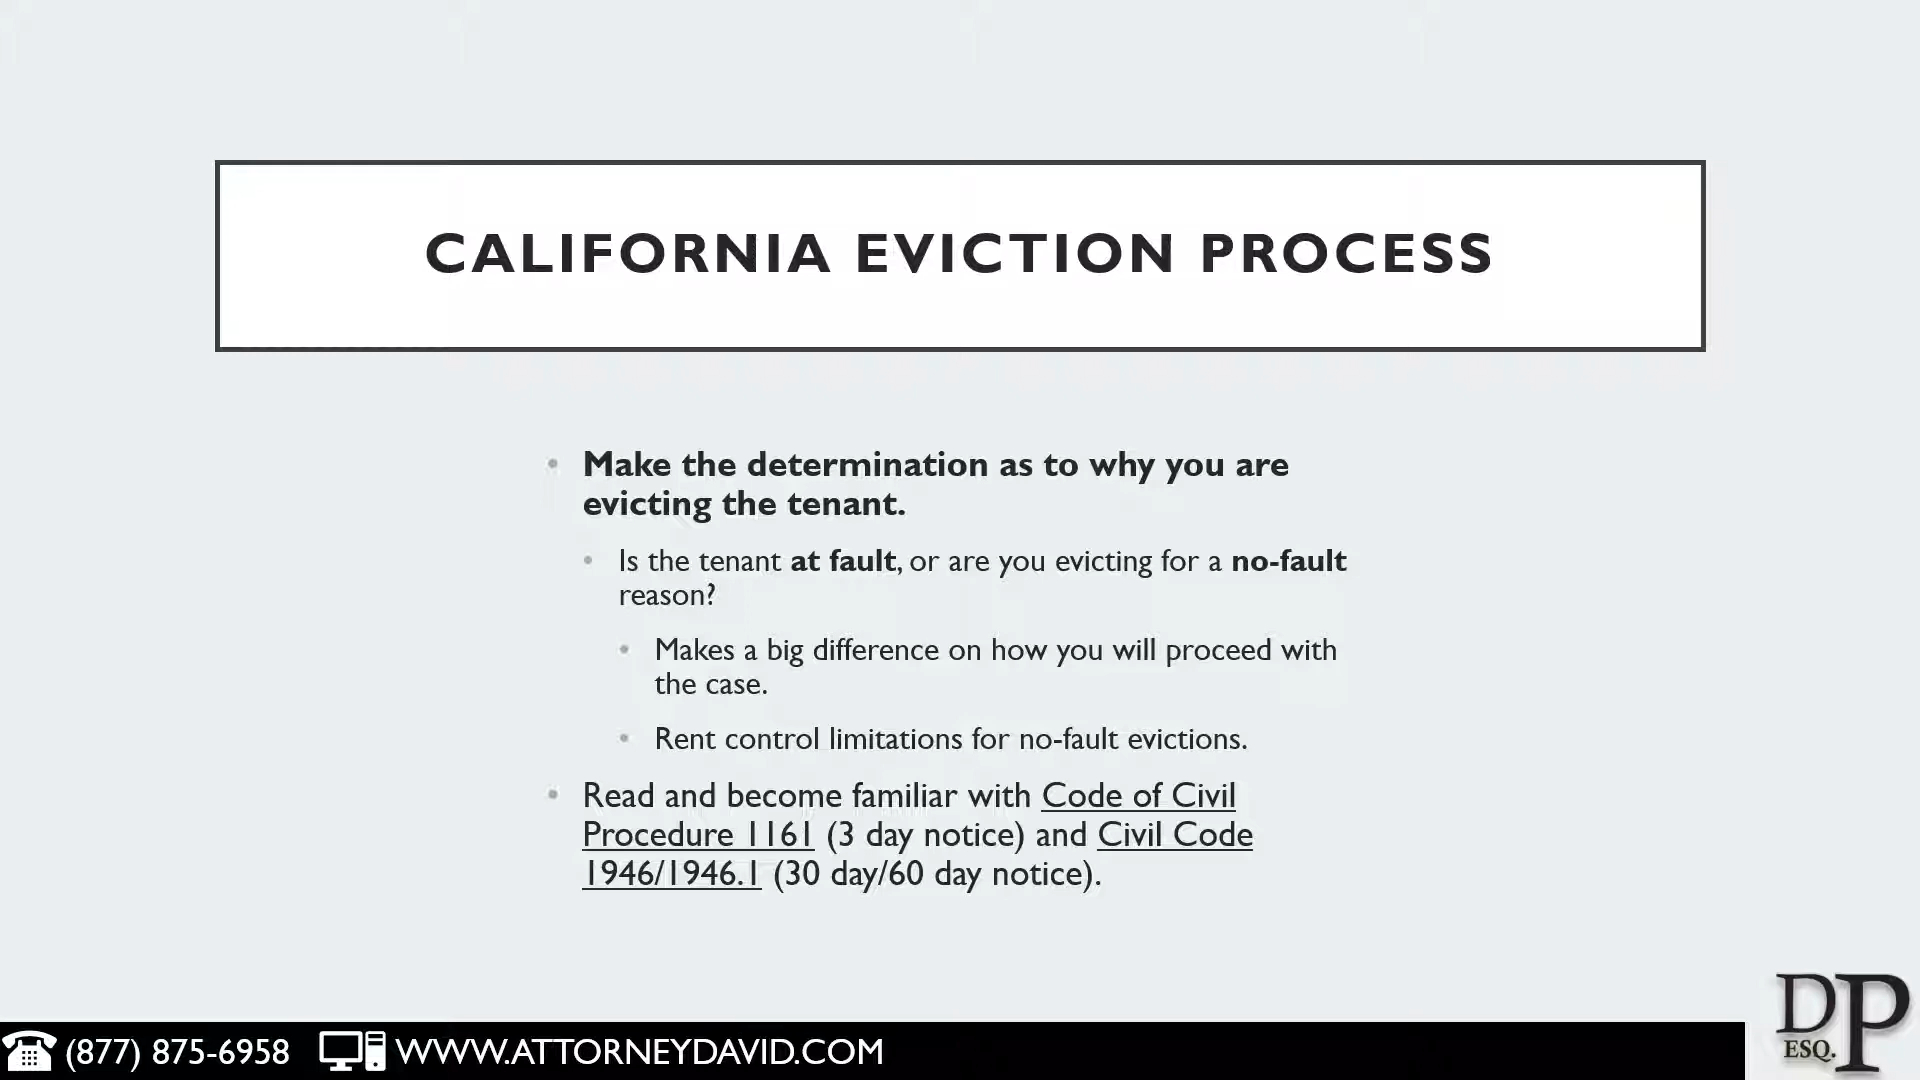 CALIFORNIA EVICTION PROCESS
Make the determination as to why you are
evicting the tenant.
Is the tenant at fault, or are you evicting for a no-fault
reason?
Makes a big difference on how you will proceed with
the case.
Rent control limitations for no-fault evictions.
Read and become familiar with Code of Civil
Procedure 1161 (3 day notice) and Civil Code
1946/1946.1 (30 day/60 day notice).
(877) 875-6958 WWW.ATTORNEYDAVID.COM
DP
ESQ.